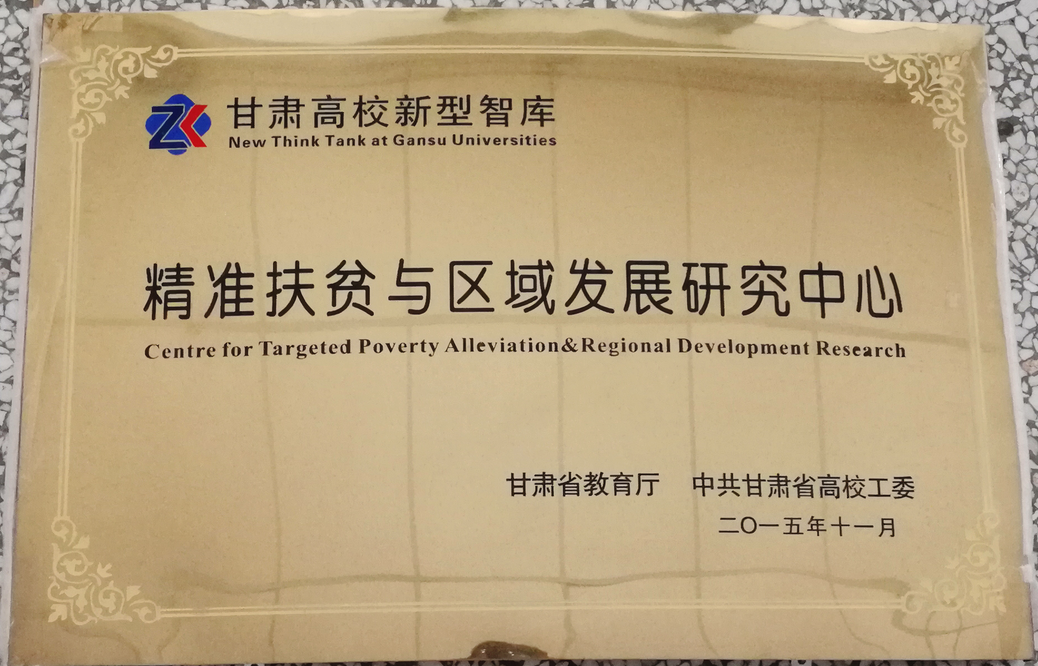 ZK 甘肃高校新型智库
New Think Tank at Gansu Universities
精准扶贫与区域发展研究中心
Centre for Targeted Poverty Alleviation&Regional Development Research
甘肃省教育厅 中共甘肃省高校工委
二〇一五年十一月